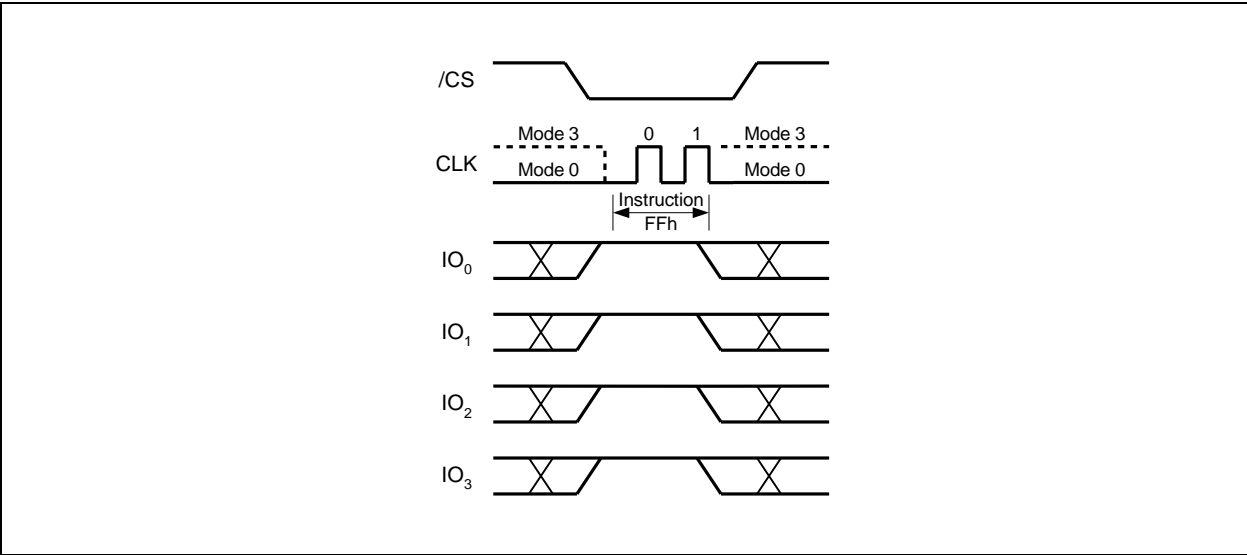 /CS
Mode 3 0 1 Mode 3
CLK
Mode 0 Mode 0
Instruction
FFh
IO0
IO1
IO2
IO3